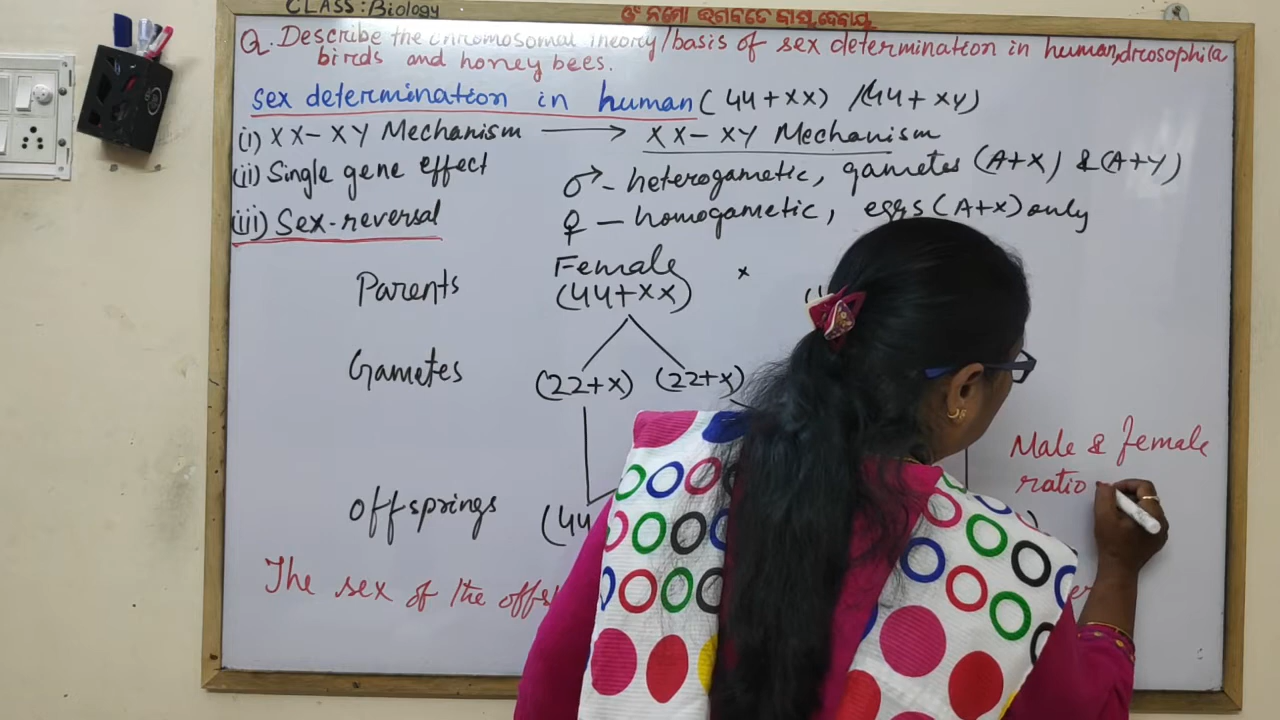 CLASS: Biology
ଓଁ ନମୋ ଭଗବତେ ବାସୁଦେବାୟ
Q. Describe the chromosomal theory/basis of sex determination in human, drosophila
birds and honey bees.
sex determination in human (44+XX) /(44+XY)
(i) XX-XY Mechanism → XX-XY Mechanism
(ii) Single gene effect
♂ - heterogametic, gametes (A+X) & (A+Y)
(iii) Sex-reversal
♀ - homogametic, eggs (A+X) only
Parents Female ×
(44+XX)
Gametes (22+X) (22+X)
Male & female
ratio
Offsprings (44
The sex of the